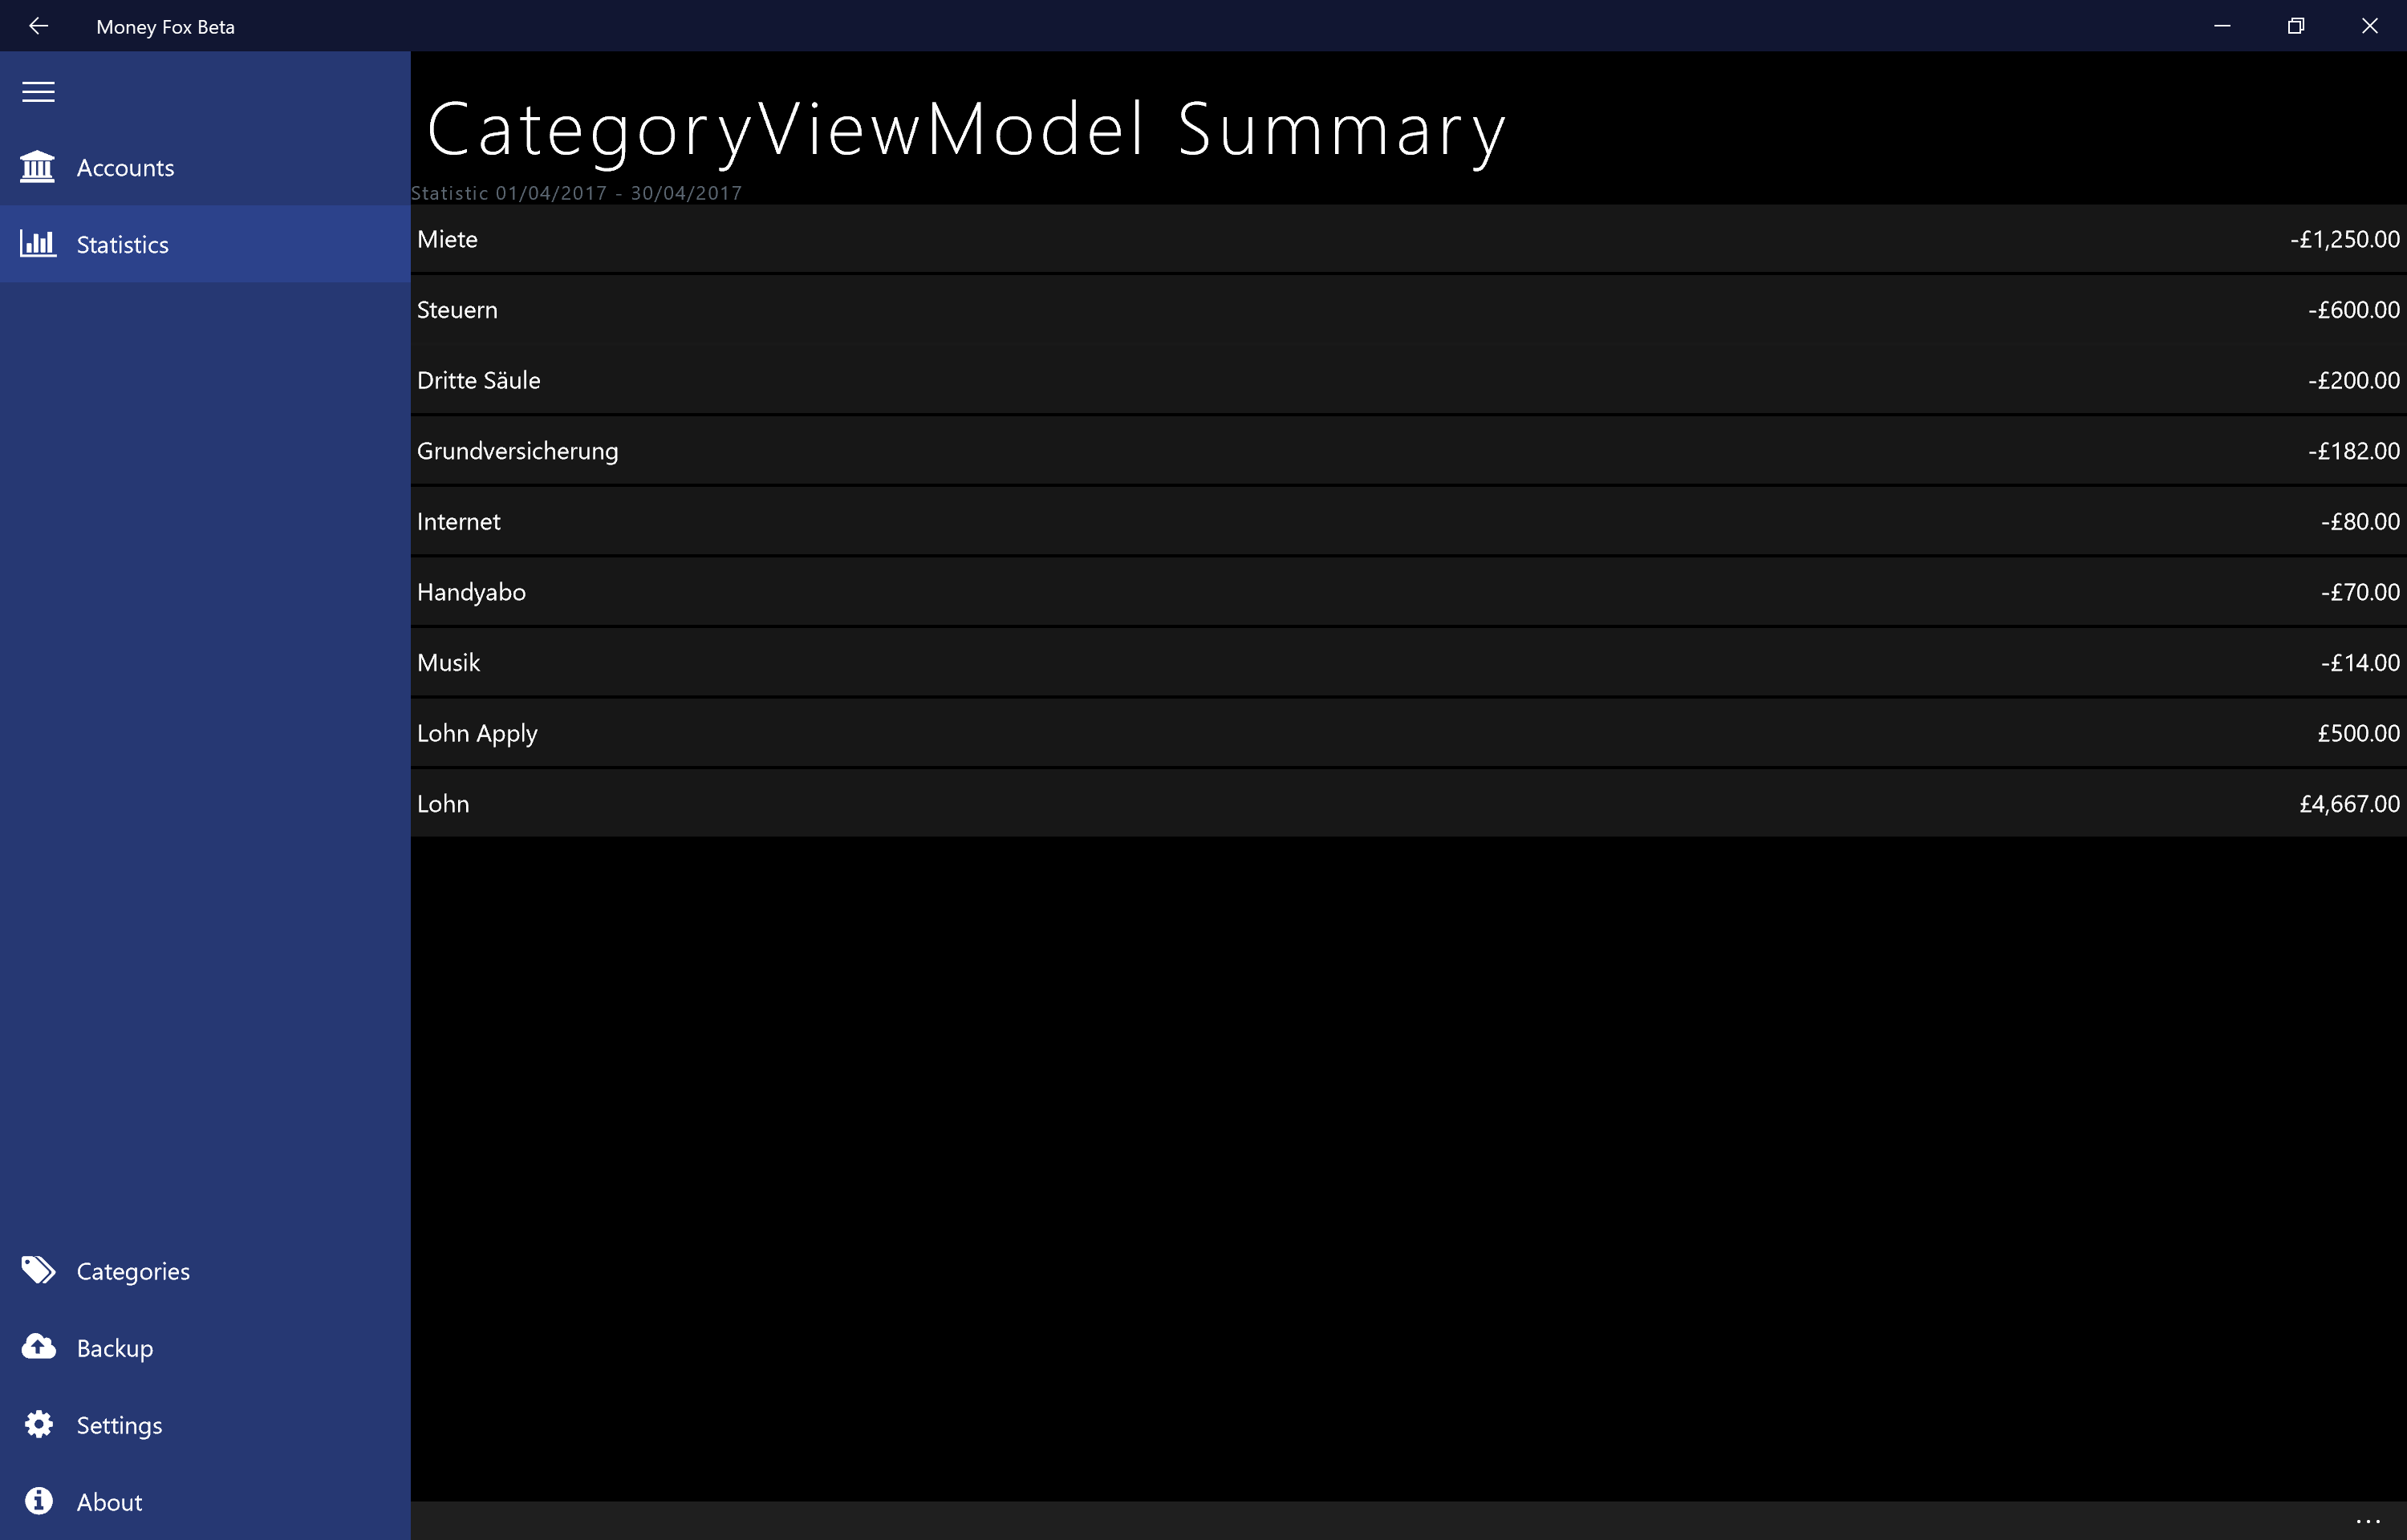 Money Fox Beta
Accounts
Statistics
Categories
Backup
Settings
About
CategoryViewModel Summary
Statistic 01/04/2017 - 30/04/2017
Miete -£1,250.00
Steuern -£600.00
Dritte Säule -£200.00
Grundversicherung -£182.00
Internet -£80.00
Handyabo -£70.00
Musik -£14.00
Lohn Apply £500.00
Lohn £4,667.00